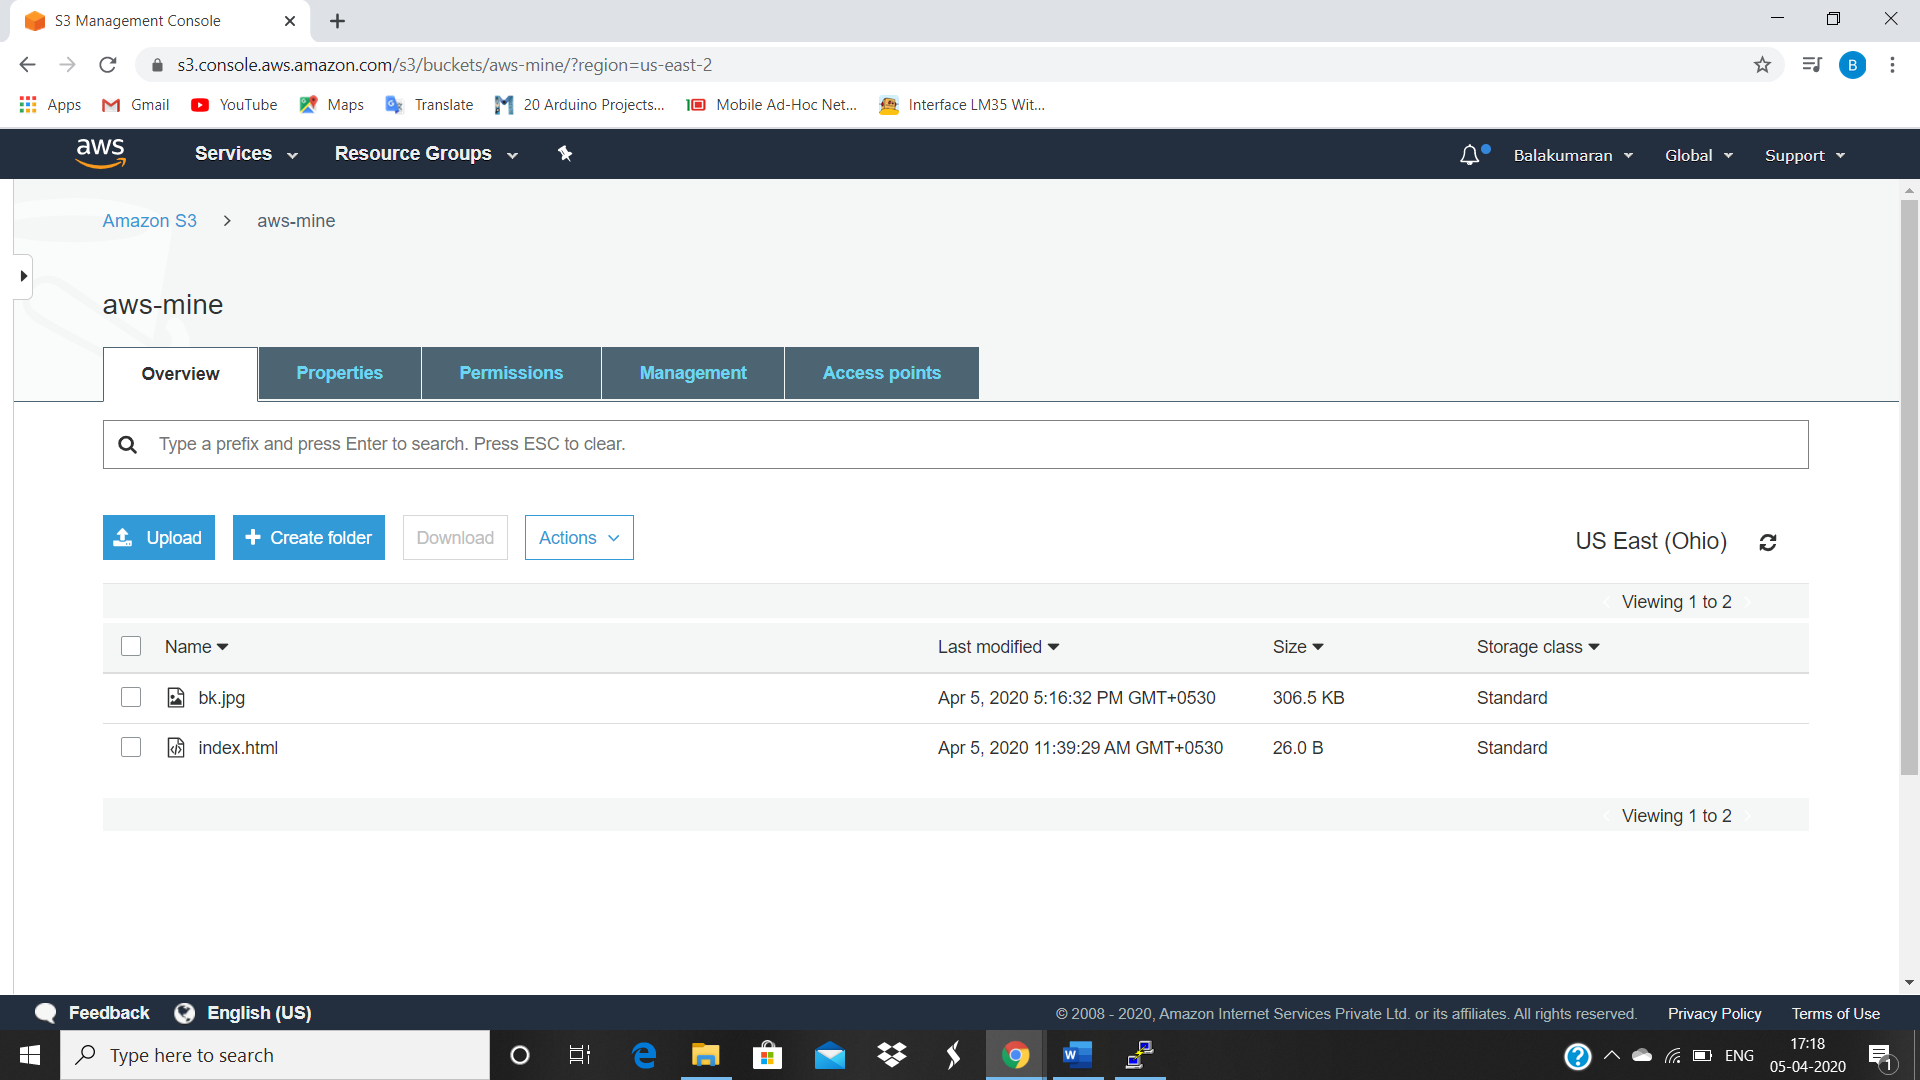 S3 Management Console
s3.console.aws.amazon.com/s3/buckets/aws-mine/?region=us-east-2
B
Apps Gmail YouTube Maps Translate 20 Arduino Projects... Mobile Ad-Hoc Net... Interface LM35 Wit...
aws Services Resource Groups Balakumaran Global Support
Amazon S3 > aws-mine
aws-mine
Overview Properties Permissions Management Access points
Type a prefix and press Enter to search. Press ESC to clear.
Upload + Create folder Download Actions US East (Ohio)
Viewing 1 to 2
Name Last modified Size Storage class
bk.jpg Apr 5, 2020 5:16:32 PM GMT+0530 306.5 KB Standard
index.html Apr 5, 2020 11:39:29 AM GMT+0530 26.0 B Standard
Viewing 1 to 2
Feedback English (US) © 2008 - 2020, Amazon Internet Services Private Ltd. or its affiliates. All rights reserved. Privacy Policy Terms of Use
Type here to search ENG 17:18
05-04-2020 1